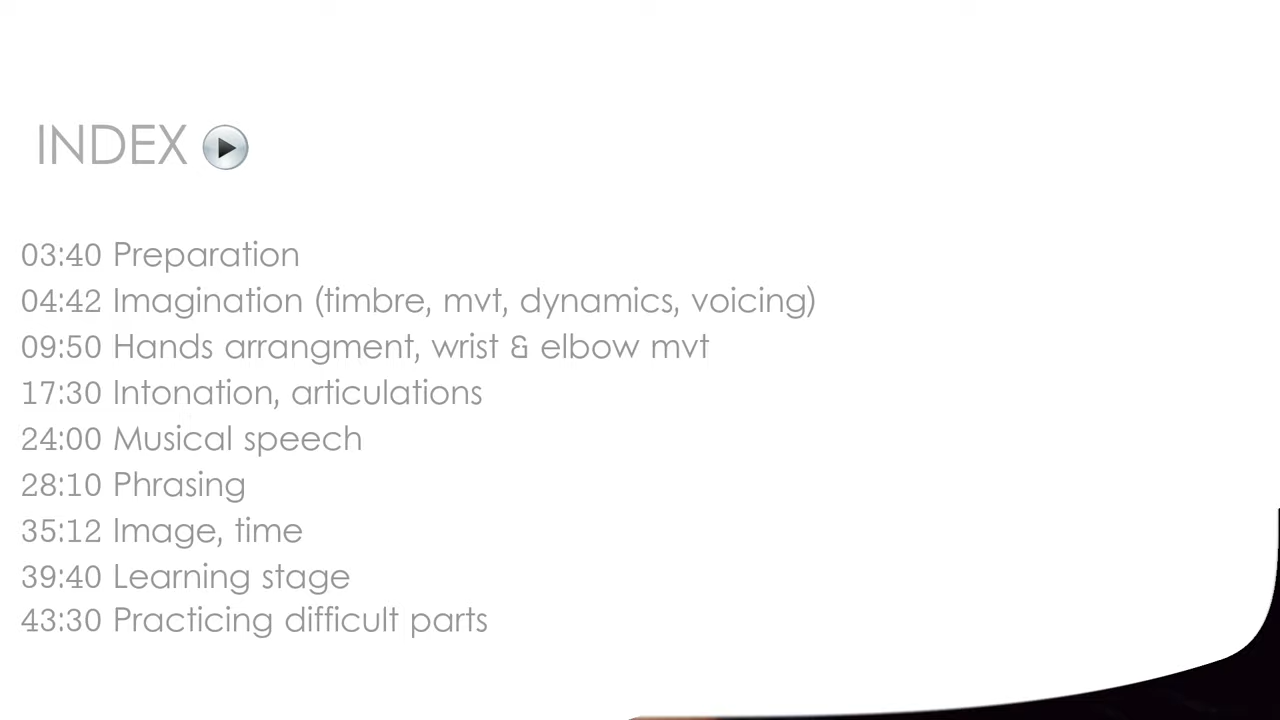 INDEX
03:40 Preparation
04:42 Imagination (timbre, mvt, dynamics, voicing)
09:50 Hands arrangment, wrist & elbow mvt
17:30 Intonation, articulations
24:00 Musical speech
28:10 Phrasing
35:12 Image, time
39:40 Learning stage
43:30 Practicing difficult parts